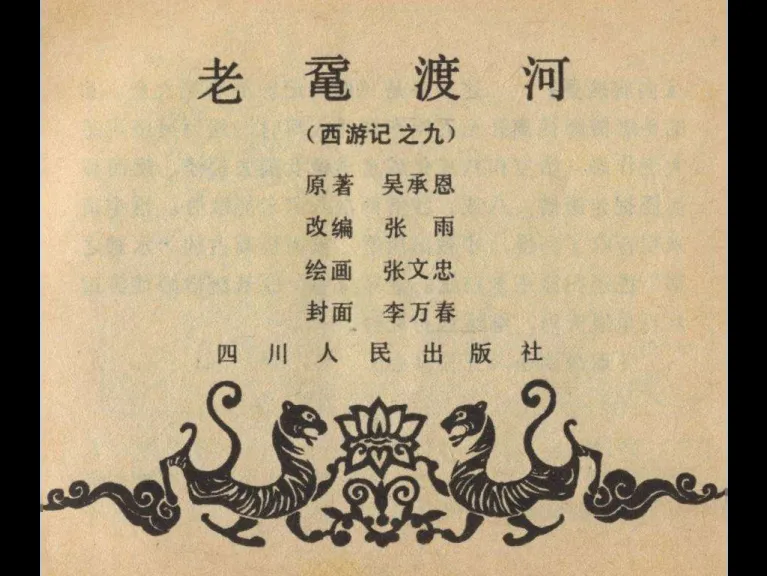 老鼋渡河
（西游记之九）
原著 吴承恩
改编 张雨
绘画 张文忠
封面 李万春
四川人民出版社